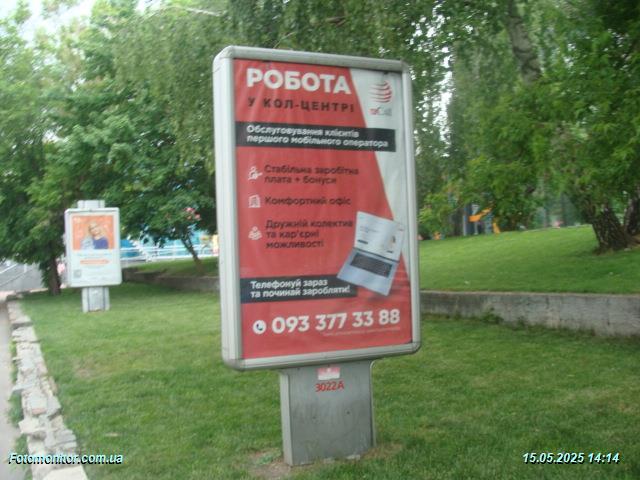 РОБОТА
У КОЛ-ЦЕНТРІ
Обслуговування клієнтів
першого мобільного оператора
Стабільна заробітна
плата + бонуси
Комфортний офіс
Дружній колектив
та кар'єрні
можливості
Телефонуй зараз
та починай заробляти!
093 377 33 88
3022A
Fotomonitor.com.ua
15.05.2025 14:14